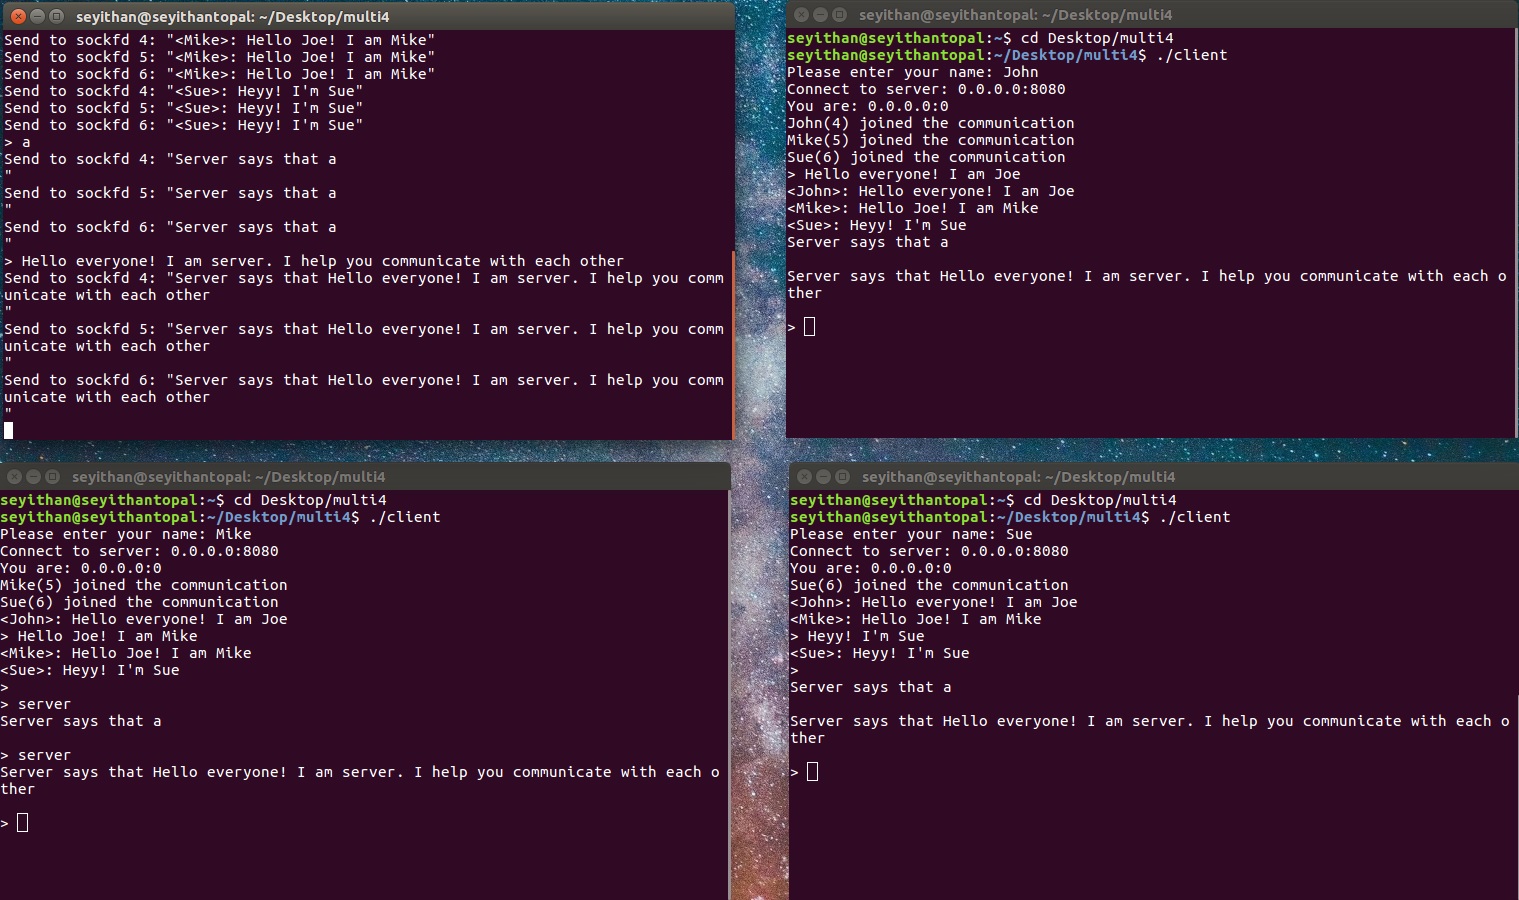 seyithan@seyithantopal: ~/Desktop/multi4
Send to sockfd 4: "<Mike>: Hello Joe! I am Mike"
Send to sockfd 5: "<Mike>: Hello Joe! I am Mike"
Send to sockfd 6: "<Mike>: Hello Joe! I am Mike"
Send to sockfd 4: "<Sue>: Heyy! I'm Sue"
Send to sockfd 5: "<Sue>: Heyy! I'm Sue"
Send to sockfd 6: "<Sue>: Heyy! I'm Sue"
> a
Send to sockfd 4: "Server says that a
"
Send to sockfd 5: "Server says that a
"
Send to sockfd 6: "Server says that a
"
> Hello everyone! I am server. I help you communicate with each other
Send to sockfd 4: "Server says that Hello everyone! I am server. I help you comm
unicate with each other
"
Send to sockfd 5: "Server says that Hello everyone! I am server. I help you comm
unicate with each other
"
Send to sockfd 6: "Server says that Hello everyone! I am server. I help you comm
unicate with each other
"
seyithan@seyithantopal: ~/Desktop/multi4
seyithan@seyithantopal:~$ cd Desktop/multi4
seyithan@seyithantopal:~/Desktop/multi4$ ./client
Please enter your name: John
Connect to server: 0.0.0.0:8080
You are: 0.0.0.0:0
John(4) joined the communication
Mike(5) joined the communication
Sue(6) joined the communication
> Hello everyone! I am Joe
<John>: Hello everyone! I am Joe
<Mike>: Hello Joe! I am Mike
<Sue>: Heyy! I'm Sue
Server says that a
Server says that Hello everyone! I am server. I help you communicate with each o
ther
>
seyithan@seyithantopal: ~/Desktop/multi4
seyithan@seyithantopal:~$ cd Desktop/multi4
seyithan@seyithantopal:~/Desktop/multi4$ ./client
Please enter your name: Mike
Connect to server: 0.0.0.0:8080
You are: 0.0.0.0:0
Mike(5) joined the communication
Sue(6) joined the communication
<John>: Hello everyone! I am Joe
> Hello Joe! I am Mike
<Mike>: Hello Joe! I am Mike
<Sue>: Heyy! I'm Sue
>
> server
Server says that a
> server
Server says that Hello everyone! I am server. I help you communicate with each o
ther
>
seyithan@seyithantopal: ~/Desktop/multi4
seyithan@seyithantopal:~$ cd Desktop/multi4
seyithan@seyithantopal:~/Desktop/multi4$ ./client
Please enter your name: Sue
Connect to server: 0.0.0.0:8080
You are: 0.0.0.0:0
Sue(6) joined the communication
<John>: Hello everyone! I am Joe
<Mike>: Hello Joe! I am Mike
> Heyy! I'm Sue
<Sue>: Heyy! I'm Sue
>
Server says that a
Server says that Hello everyone! I am server. I help you communicate with each o
ther
>